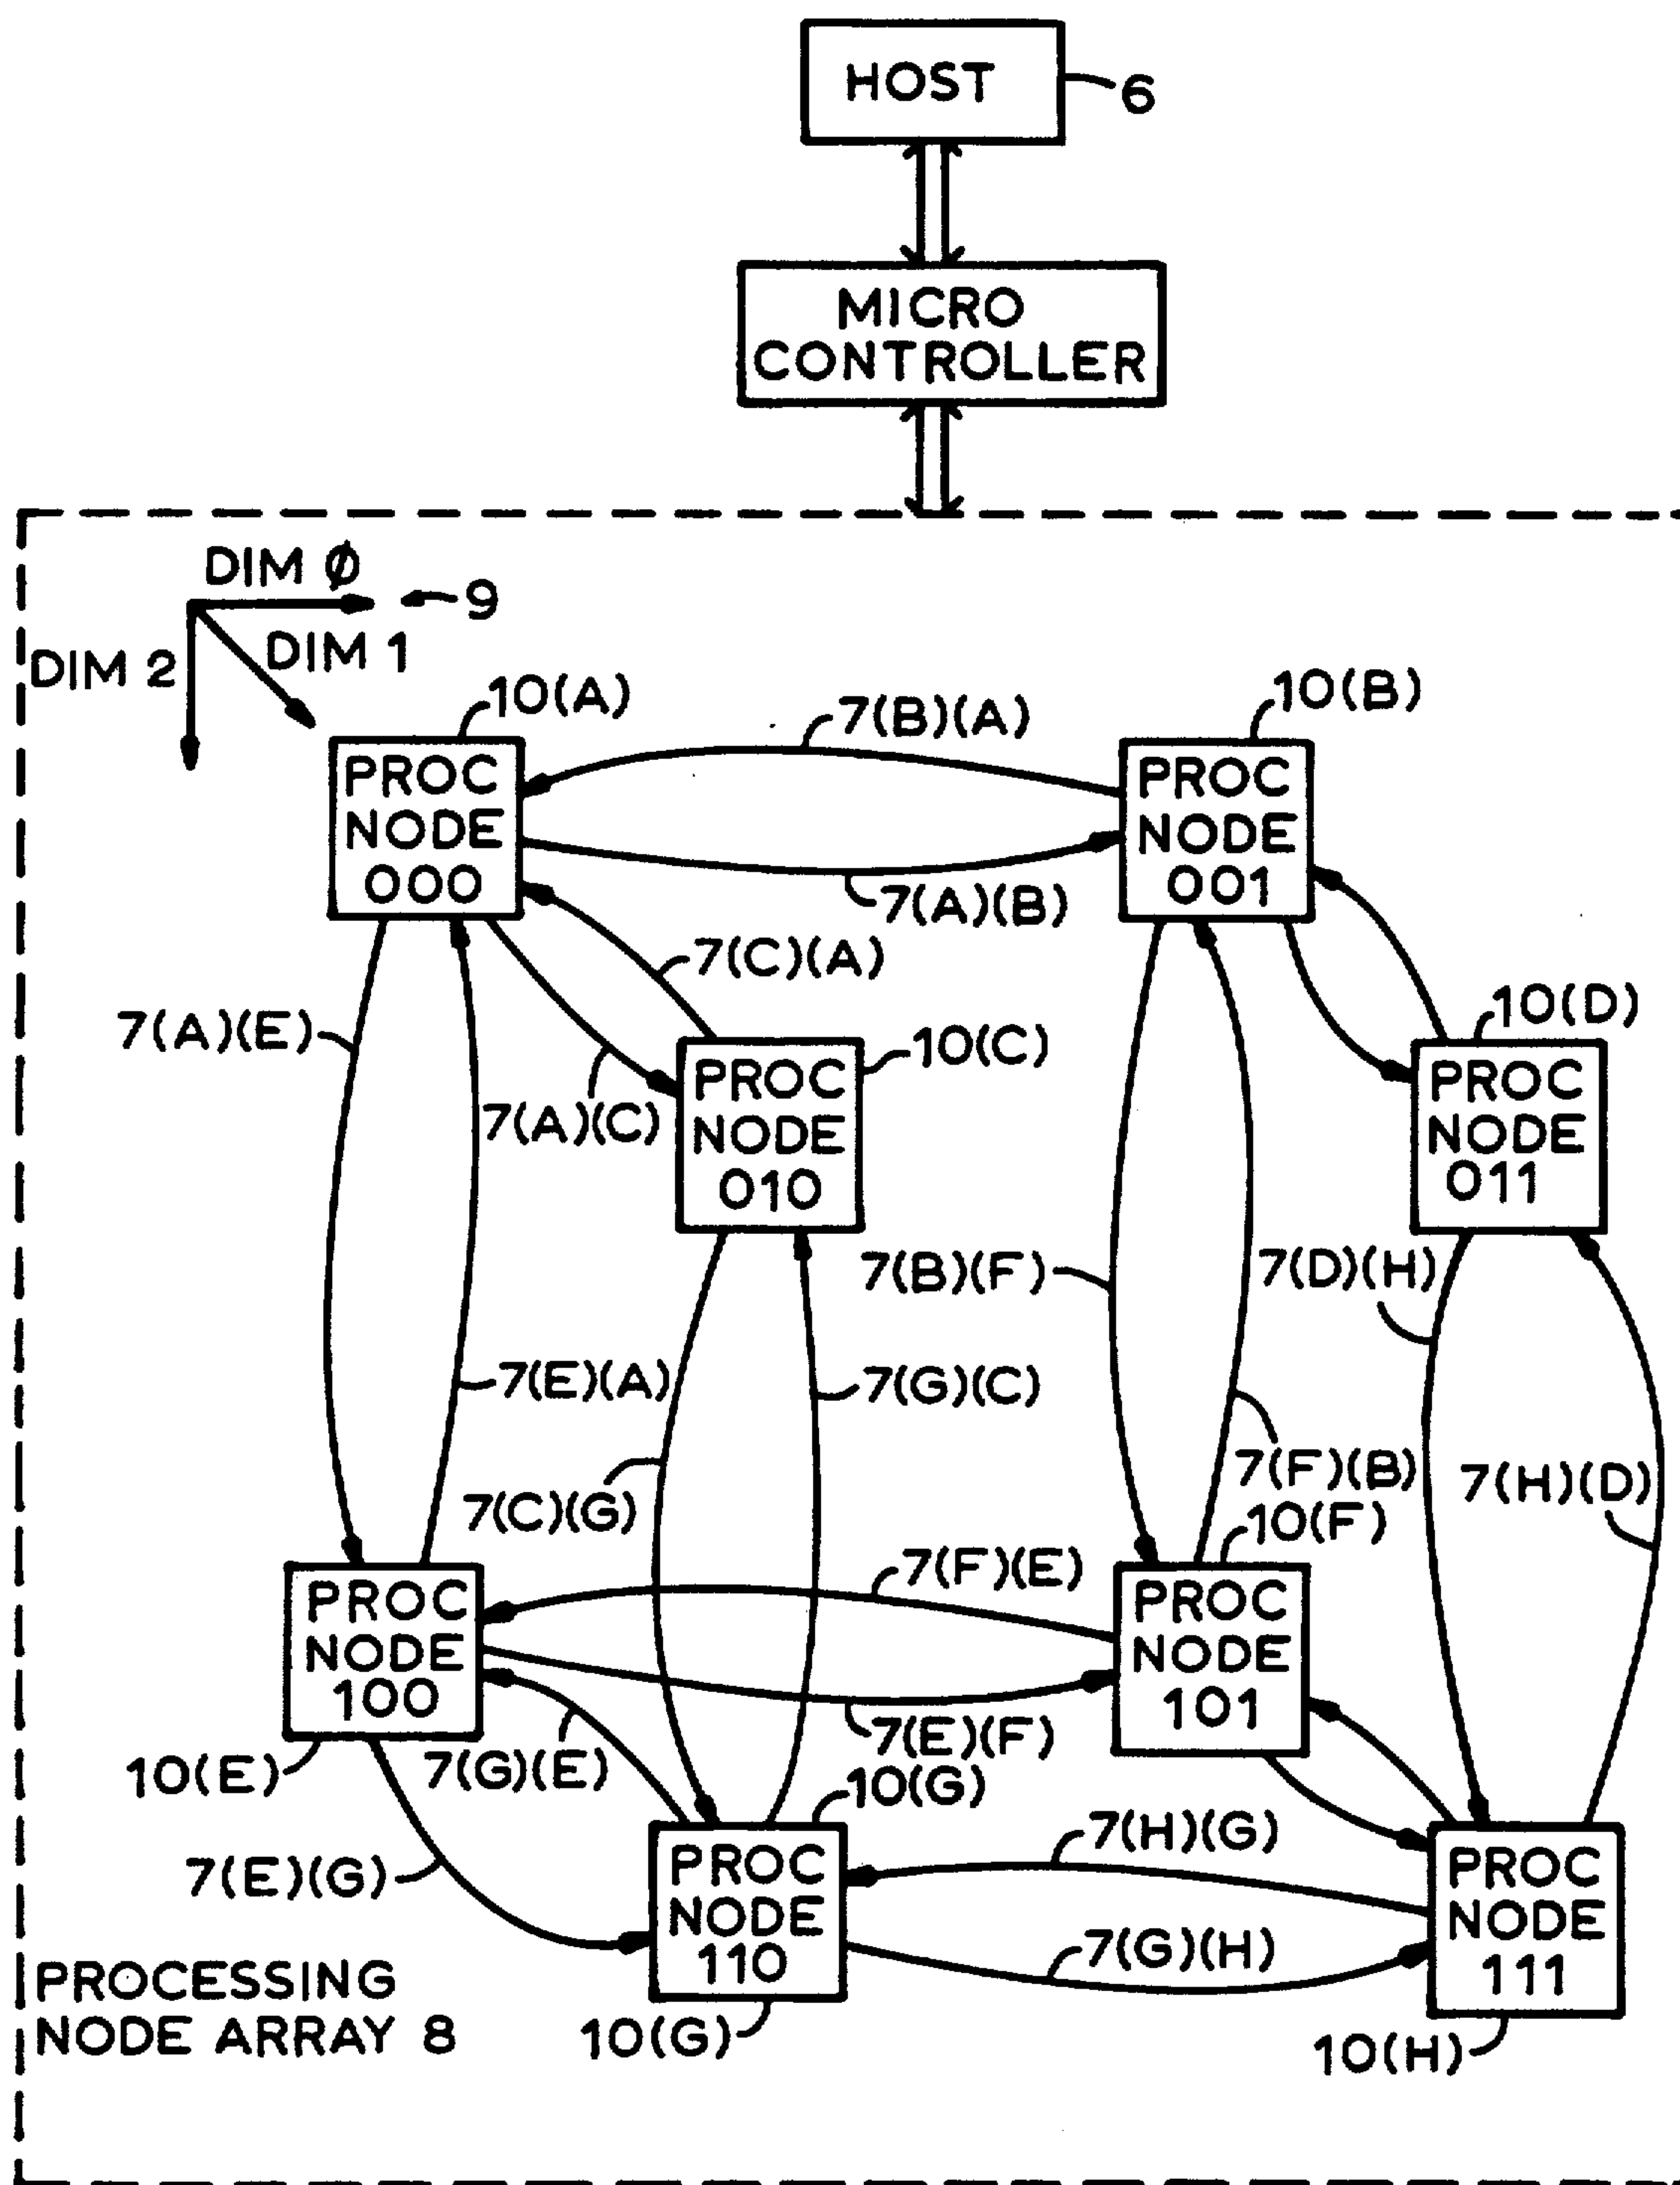 HOST
6
MICRO
CONTROLLER
DIM Ø
9
DIM 1
DIM 2
10(A)
7(B)(A)
10(B)
PROC
NODE
000
PROC
NODE
001
7(A)(B)
7(C)(A)
7(A)(E)
10(C)
10(D)
7(A)(C)
PROC
NODE
010
PROC
NODE
011
7(B)(F)
7(D)(H)
7(E)(A)
7(G)(C)
7(F)(B)
7(H)(D)
7(C)(G)
10(F)
7(F)(E)
PROC
NODE
100
PROC
NODE
101
7(E)(F)
10(E)
7(G)(E)
10(G)
7(H)(G)
7(E)(G)
PROC
NODE
110
PROC
NODE
111
7(G)(H)
PROCESSING
NODE ARRAY 8
10(G)
10(H)